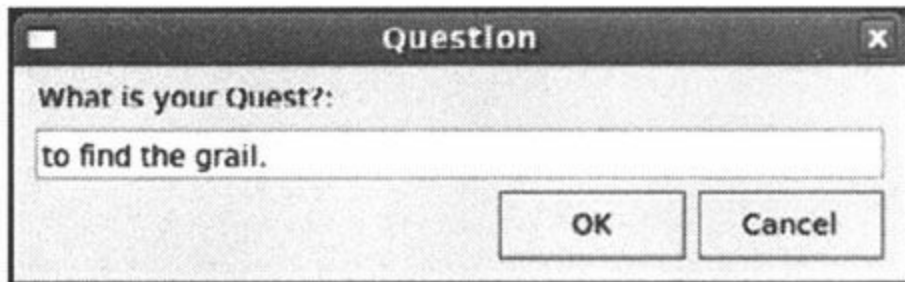 Question
What is your Quest?:
to find the grail.
OK Cancel